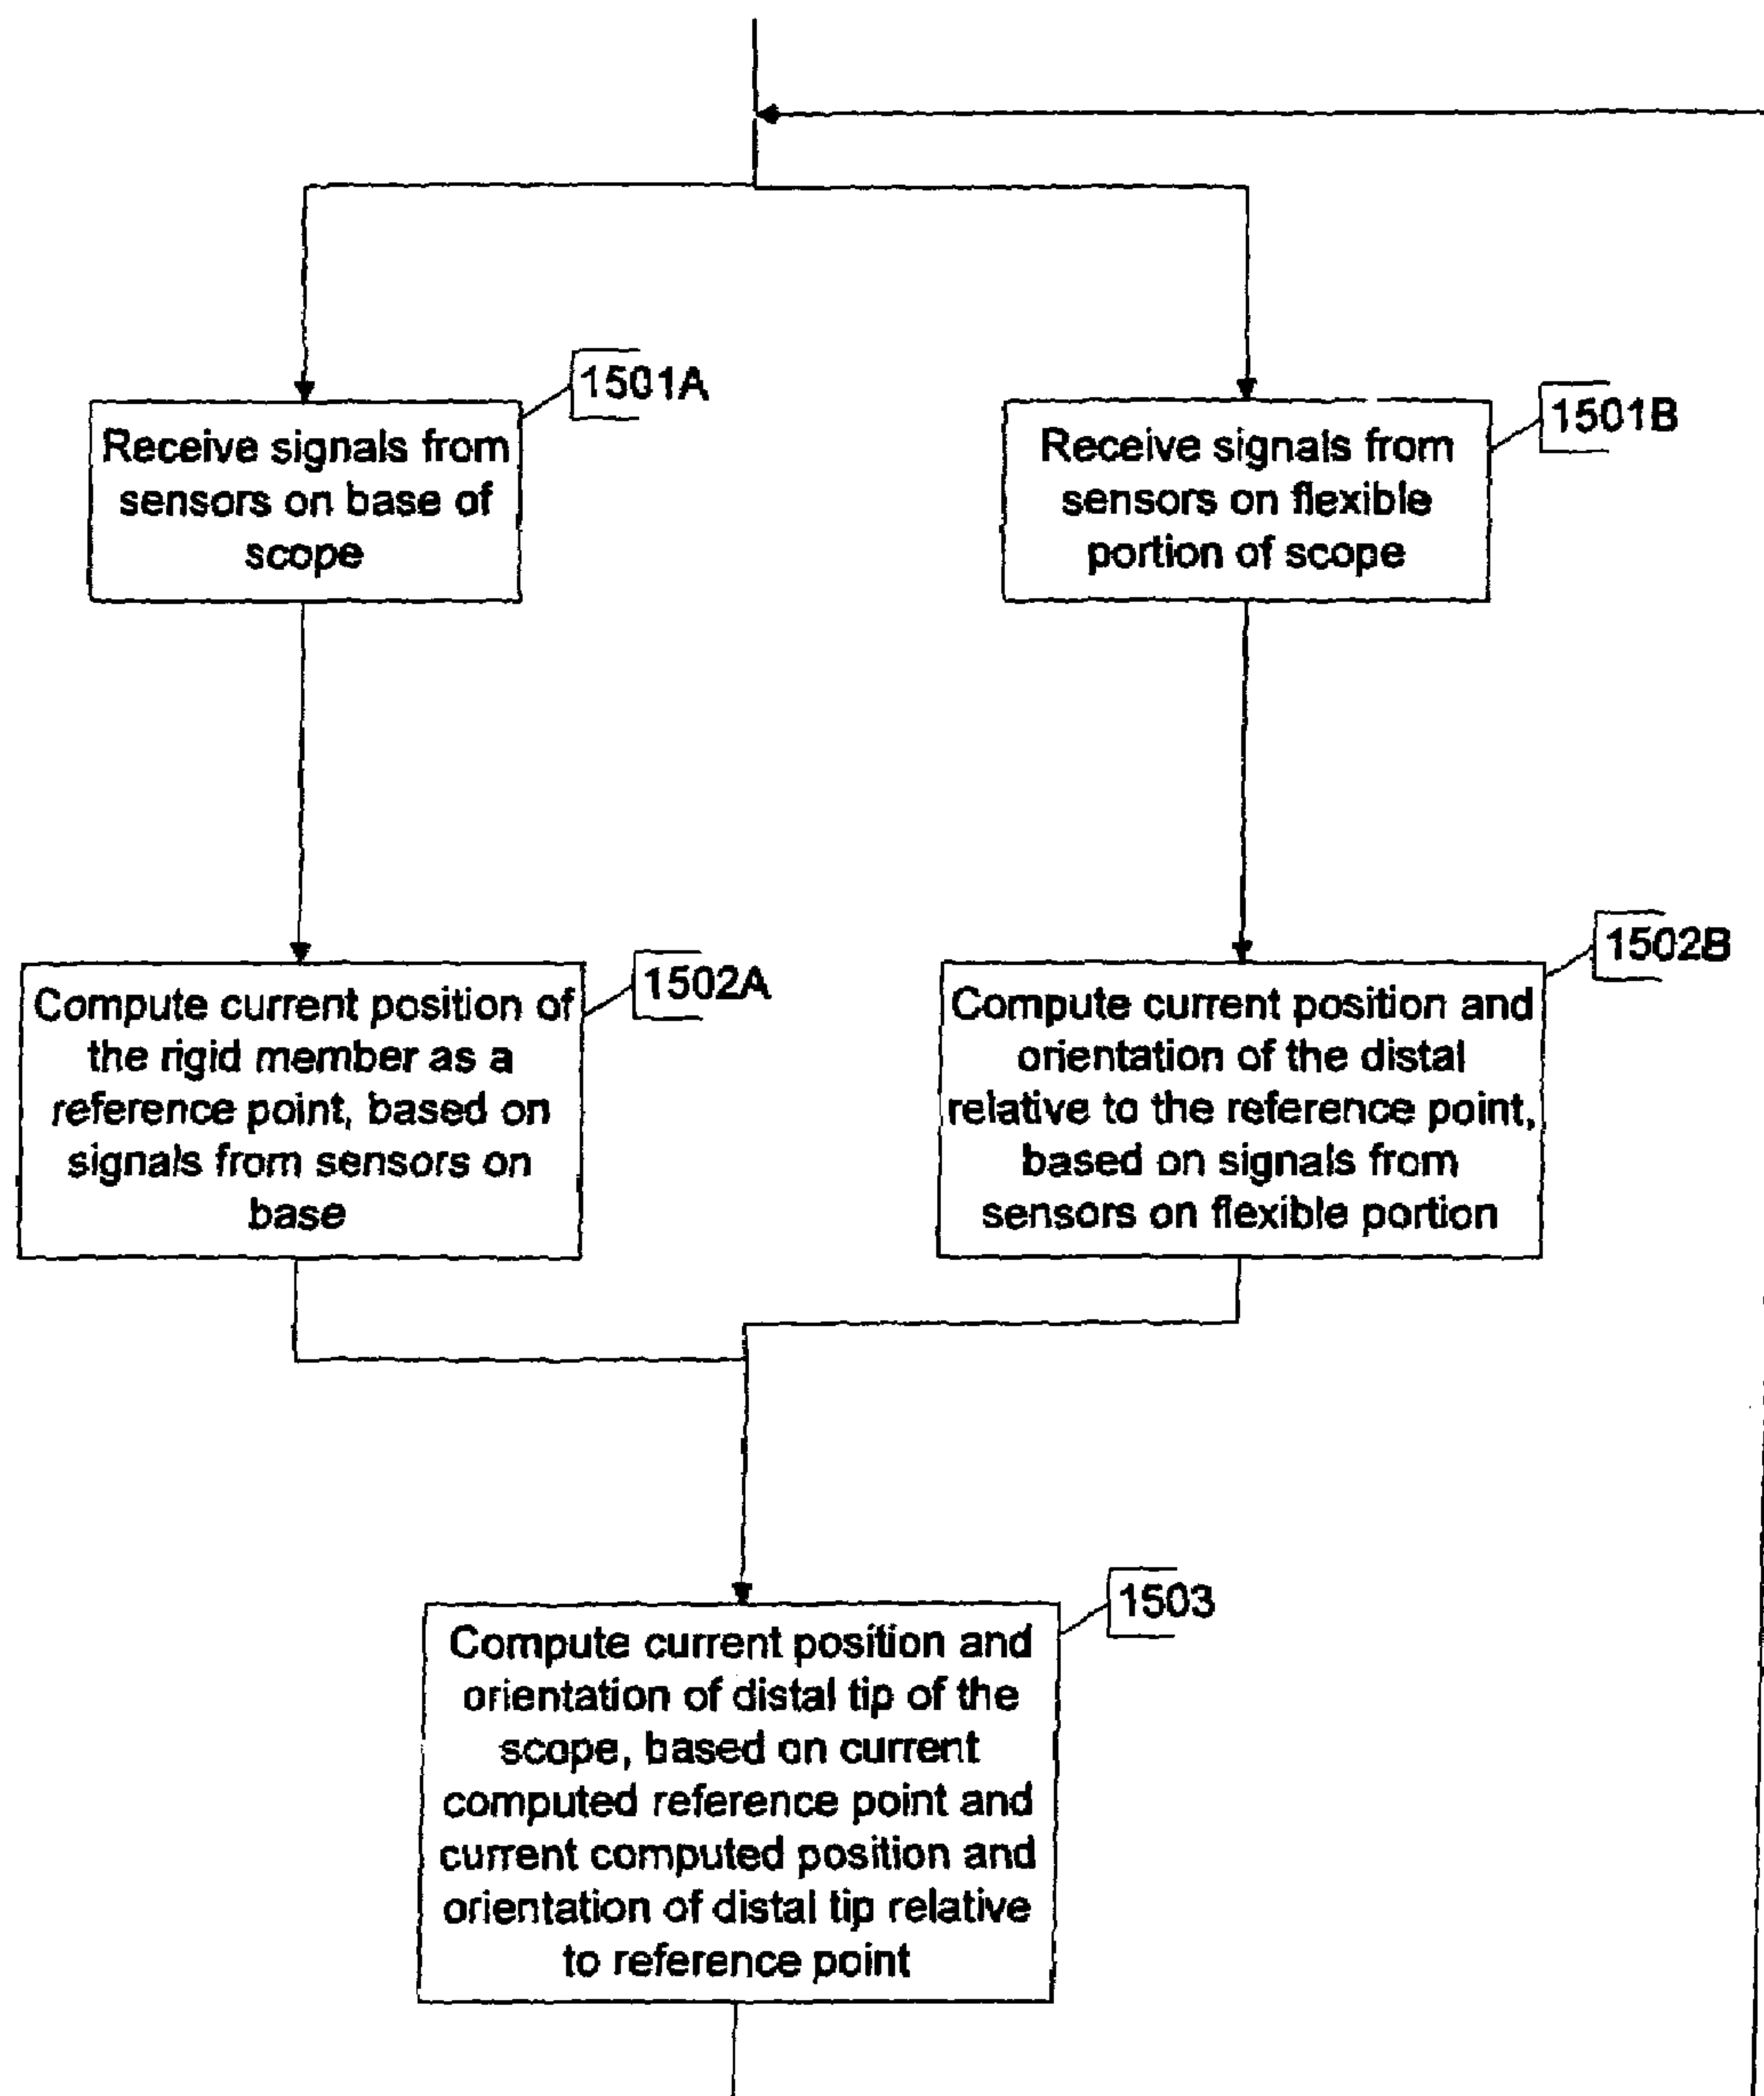 1501A
Receive signals from
sensors on base of
scope
1501B
Receive signals from
sensors on flexible
portion of scope
1502A
Compute current position of
the rigid member as a
reference point, based on
signals from sensors on
base
1502B
Compute current position and
orientation of the distal
relative to the reference point,
based on signals from
sensors on flexible portion
1503
Compute current position and
orientation of distal tip of the
scope, based on current
computed reference point and
current computed position and
orientation of distal tip relative
to reference point